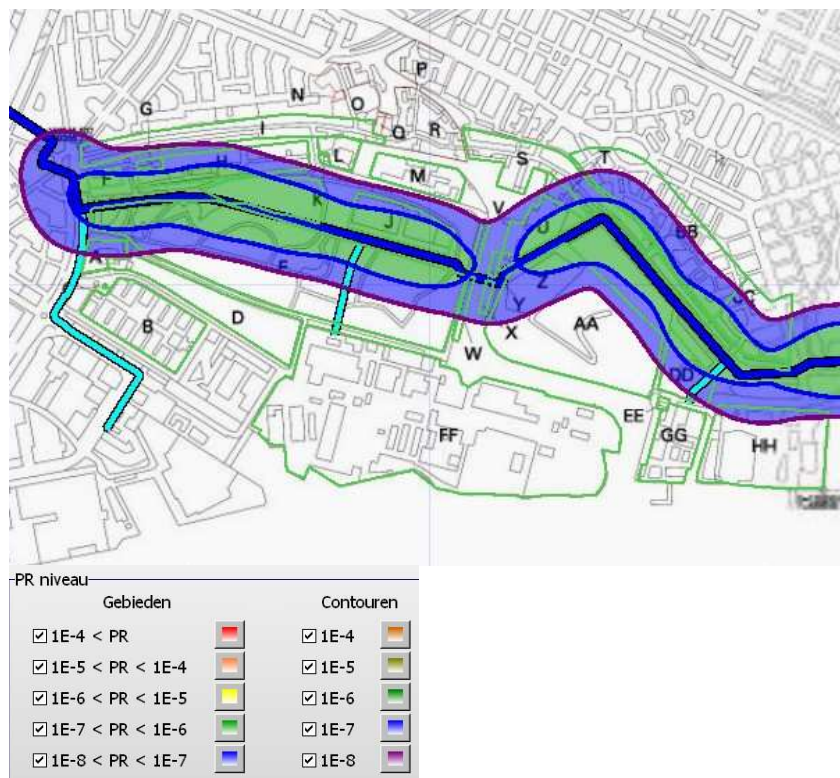 P
N
G
O
I
Q
R
S
T
L
H
M
F
K
V
J
U
BB
E
A
Z
CC
Y
D
X
AA
B
W
DD
EE
FF
GG
HH
PR niveau
Gebieden Contouren
1E-4 < PR 1E-4
1E-5 < PR < 1E-4 1E-5
1E-6 < PR < 1E-5 1E-6
1E-7 < PR < 1E-6 1E-7
1E-8 < PR < 1E-7 1E-8